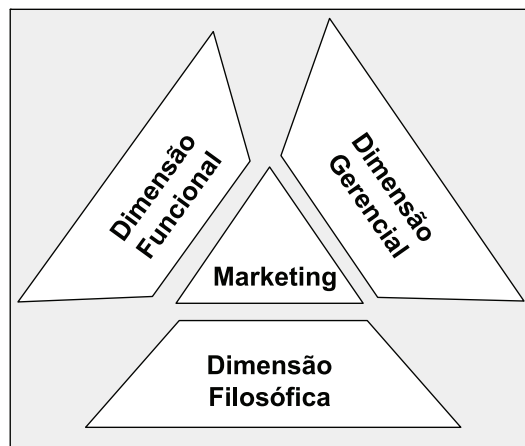 Dimensão
Funcional
Dimensão
Gerencial
Marketing
Dimensão
Filosófica